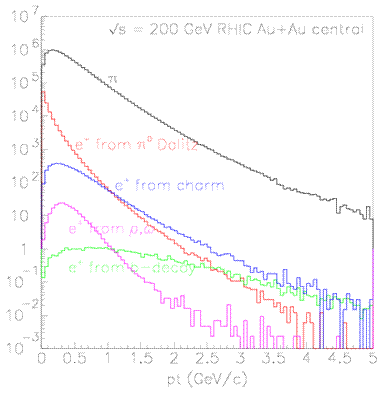 10^7
√s = 200 GeV RHIC Au+Au central
10^6
π
10^5
10^4
10^3
e⁺ from π⁰ Dalitz
10^2
e⁺ from charm
10
e⁺ from ρ,ω
1
e⁺ from b-decay
10^-1
10^-2
10^-3
0 0.5 1 1.5 2 2.5 3 3.5 4 4.5 5
pt (GeV/c)